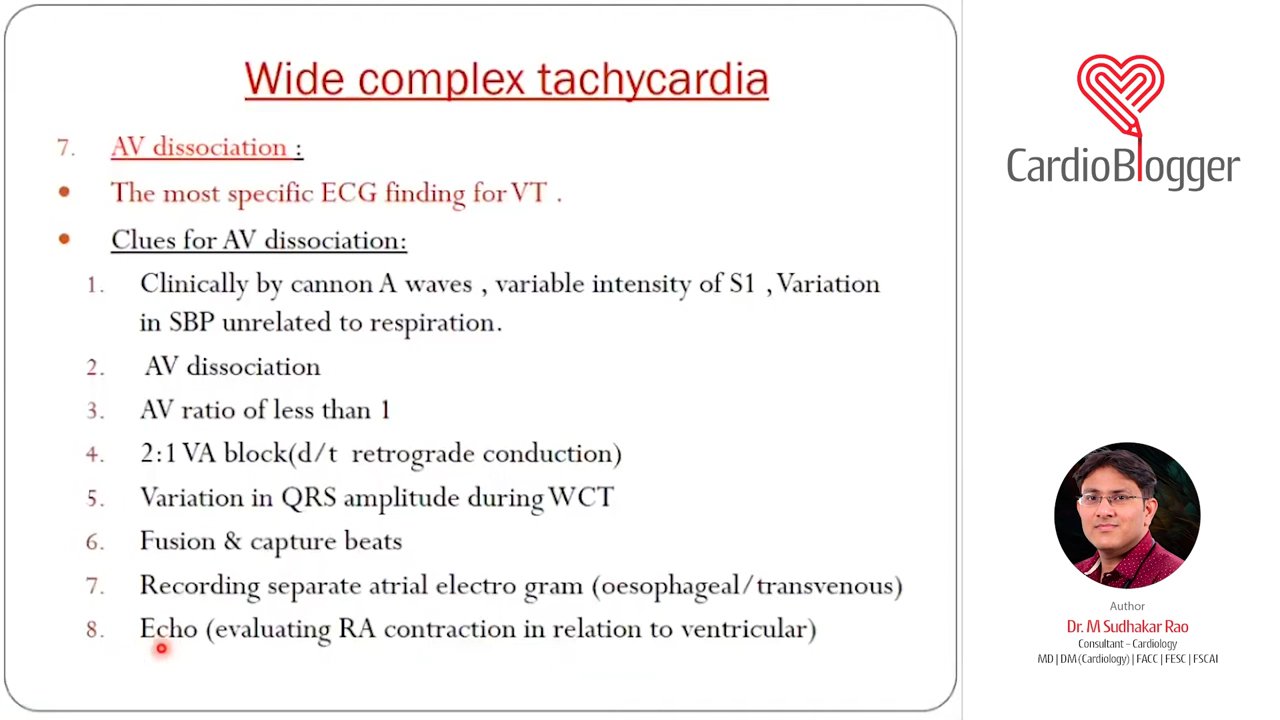 Wide complex tachycardia
7. AV dissociation :
• The most specific ECG finding for VT .
• Clues for AV dissociation:
1. Clinically by cannon A waves , variable intensity of S1 , Variation
in SBP unrelated to respiration.
2. AV dissociation
3. AV ratio of less than 1
4. 2:1 VA block(d/t retrograde conduction)
5. Variation in QRS amplitude during WCT
6. Fusion & capture beats
7. Recording separate atrial electro gram (oesophageal/transvenous)
8. Echo (evaluating RA contraction in relation to ventricular)
CardioBlogger
Author
Dr. M Sudhakar Rao
Consultant – Cardiology
MD | DM (Cardiology) | FACC | FESC | FSCAI